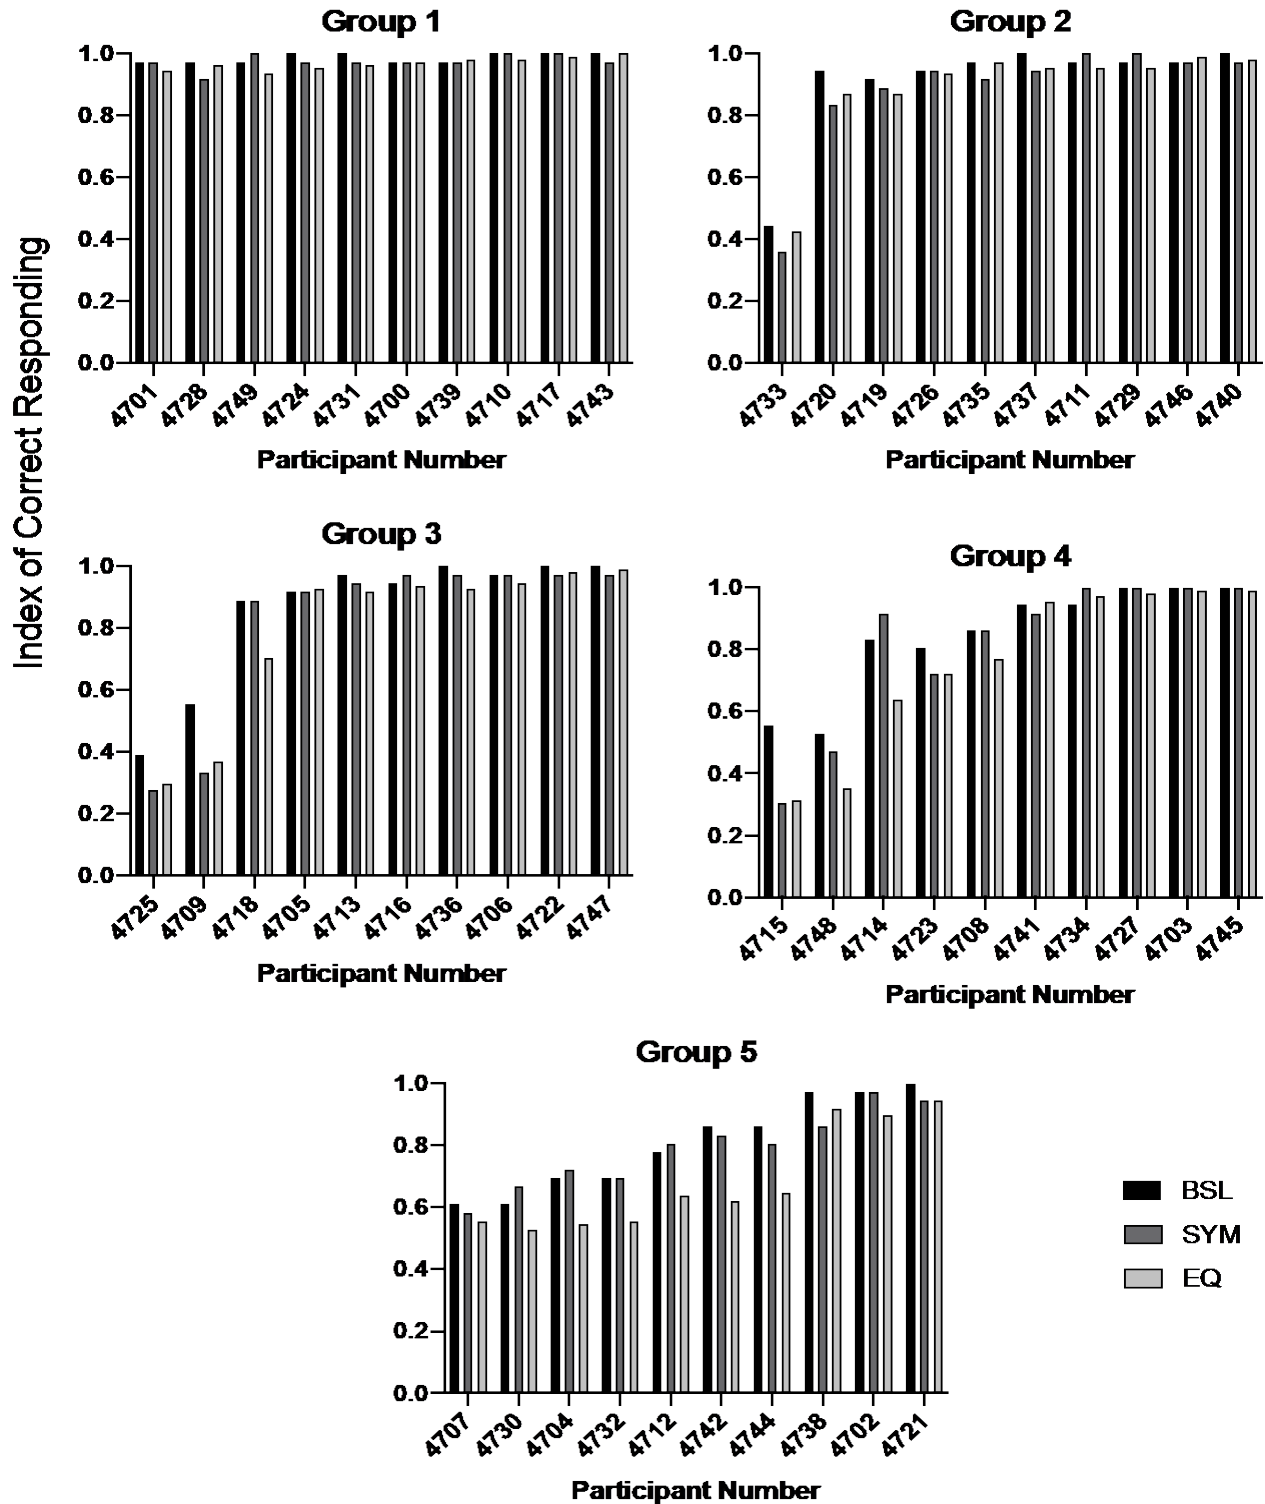 Index of Correct Responding
Group 1
1.0
0.8
0.6
0.4
0.2
0.0
4701 4728 4749 4724 4731 4700 4739 4710 4717 4743
Participant Number
Group 2
1.0
0.8
0.6
0.4
0.2
0.0
4733 4720 4719 4726 4735 4737 4711 4729 4746 4740
Participant Number
Group 3
1.0
0.8
0.6
0.4
0.2
0.0
4725 4709 4718 4705 4713 4716 4736 4706 4722 4747
Participant Number
Group 4
1.0
0.8
0.6
0.4
0.2
0.0
4715 4748 4714 4723 4708 4741 4734 4727 4703 4745
Participant Number
Group 5
1.0
0.8
0.6
0.4
0.2
0.0
4707 4730 4704 4732 4712 4742 4744 4738 4702 4721
Participant Number
BSL
SYM
EQ